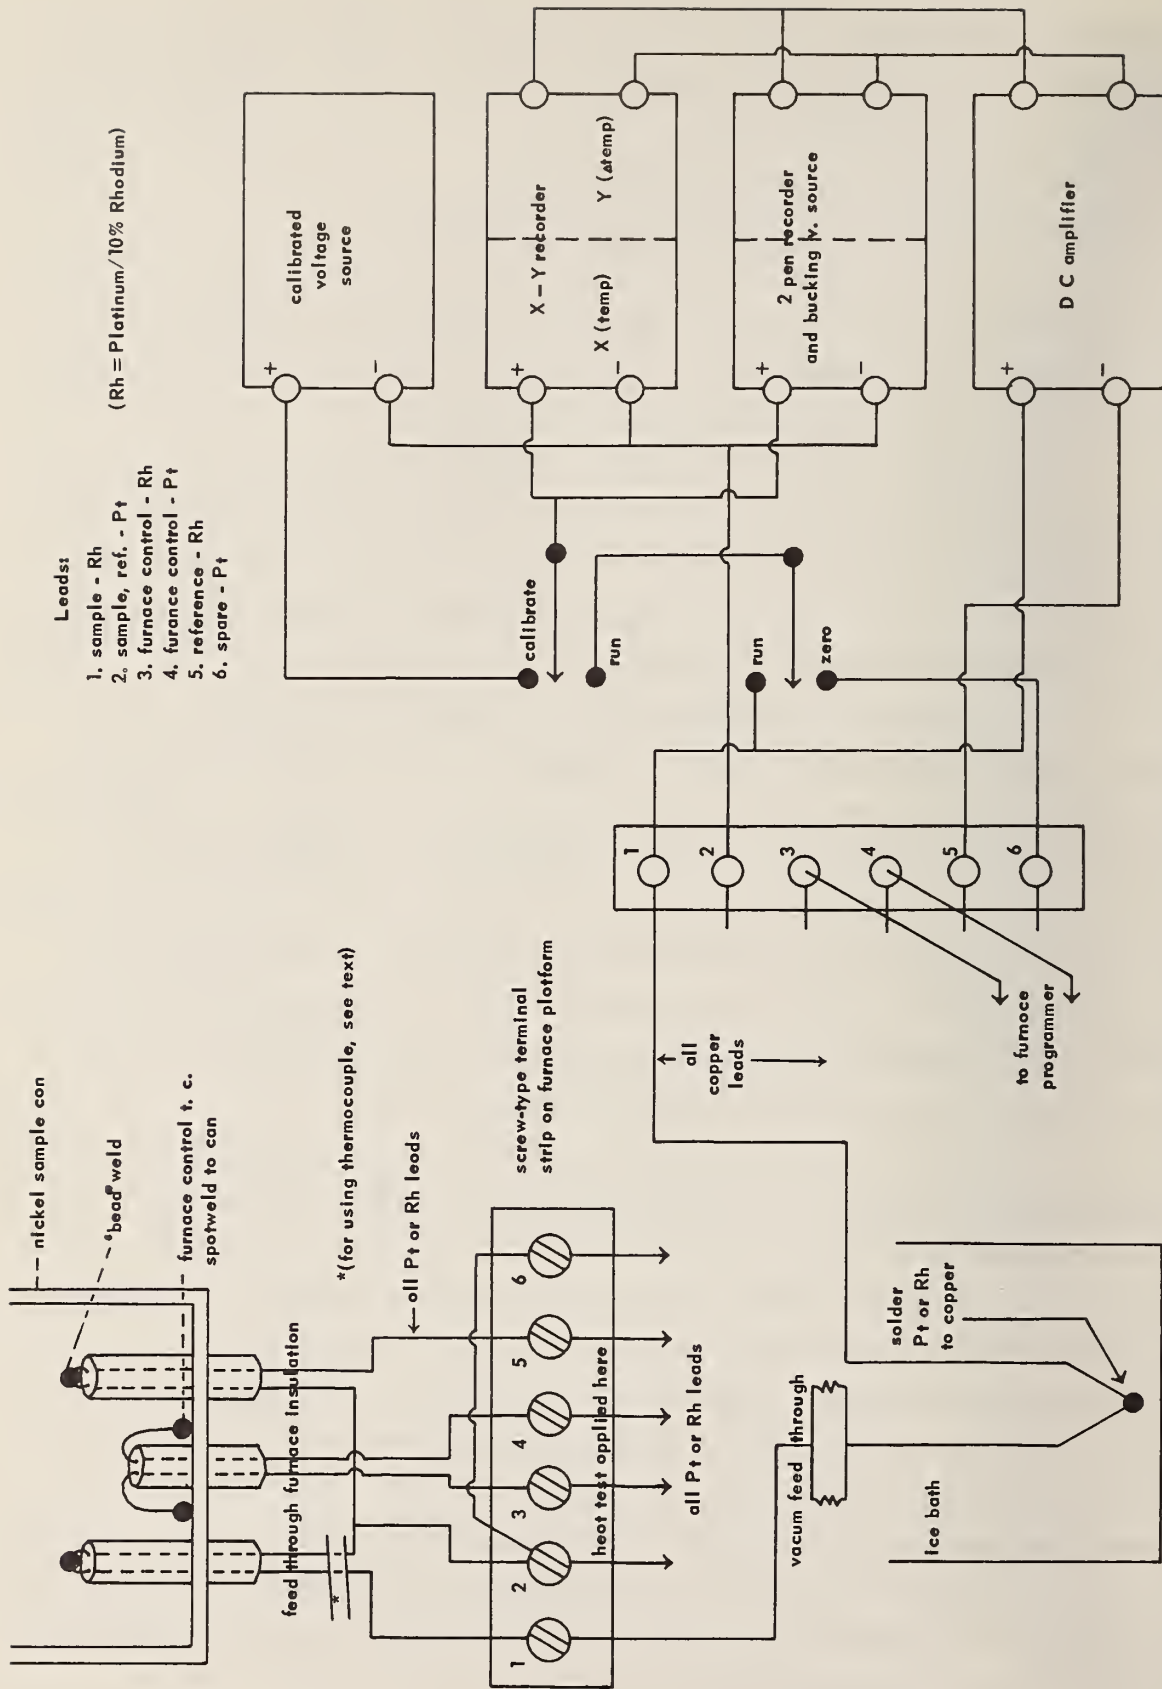 nickel sample con
"bead" weld
furnace control t. c.
spotweld to can
feed through furnace insulation
*
*(for using thermocouple, see text)
all Pt or Rh leads
screw-type terminal
strip on furnace plotform
1
2
3
4
5
6
heat test applied here
all Pt or Rh leads
vacum feed through
solder
Pt or Rh
to copper
ice bath
all
copper
leads
to furnoce
programmer
1
2
3
4
5
6
Leads:
1. sample - Rh
2. sample, ref. - Pt
3. furnace control - Rh
4. furance control - Pt
5. reference - Rh
6. spare - Pt
(Rh = Platinum/10% Rhodium)
calibrate
run
run
zero
+
-
calibrated
voltage
source
+
-
X - Y recorder
X (temp)
Y (Δtemp)
+
-
2 pen recorder
and bucking v. source
+
-
D C amplifier